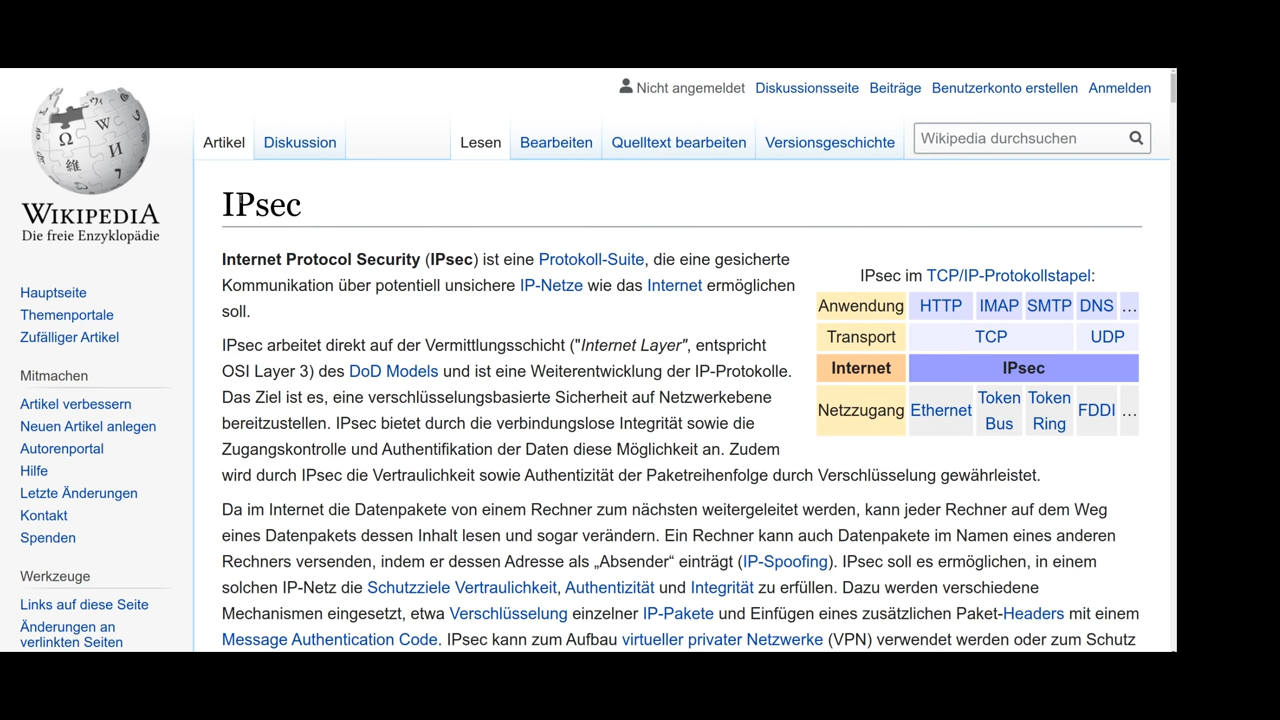 Nicht angemeldet Diskussionsseite Beiträge Benutzerkonto erstellen Anmelden
Artikel Diskussion Lesen Bearbeiten Quelltext bearbeiten Versionsgeschichte Wikipedia durchsuchen
WIKIPEDIA
Die freie Enzyklopädie
Hauptseite
Themenportale
Zufälliger Artikel
Mitmachen
Artikel verbessern
Neuen Artikel anlegen
Autorenportal
Hilfe
Letzte Änderungen
Kontakt
Spenden
Werkzeuge
Links auf diese Seite
Änderungen an
verlinkten Seiten
IPsec
Internet Protocol Security (IPsec) ist eine Protokoll-Suite, die eine gesicherte
Kommunikation über potentiell unsichere IP-Netze wie das Internet ermöglichen
soll.
IPsec arbeitet direkt auf der Vermittlungsschicht ("Internet Layer", entspricht
OSI Layer 3) des DoD Models und ist eine Weiterentwicklung der IP-Protokolle.
Das Ziel ist es, eine verschlüsselungsbasierte Sicherheit auf Netzwerkebene
bereitzustellen. IPsec bietet durch die verbindungslose Integrität sowie die
Zugangskontrolle und Authentifikation der Daten diese Möglichkeit an. Zudem
wird durch IPsec die Vertraulichkeit sowie Authentizität der Paketreihenfolge durch Verschlüsselung gewährleistet.
IPsec im TCP/IP-Protokollstapel:
Anwendung HTTP IMAP SMTP DNS …
Transport TCP UDP
Internet IPsec
Netzzugang Ethernet Token Bus Token Ring FDDI …
Da im Internet die Datenpakete von einem Rechner zum nächsten weitergeleitet werden, kann jeder Rechner auf dem Weg
eines Datenpakets dessen Inhalt lesen und sogar verändern. Ein Rechner kann auch Datenpakete im Namen eines anderen
Rechners versenden, indem er dessen Adresse als „Absender“ einträgt (IP-Spoofing). IPsec soll es ermöglichen, in einem
solchen IP-Netz die Schutzziele Vertraulichkeit, Authentizität und Integrität zu erfüllen. Dazu werden verschiedene
Mechanismen eingesetzt, etwa Verschlüsselung einzelner IP-Pakete und Einfügen eines zusätzlichen Paket-Headers mit einem
Message Authentication Code. IPsec kann zum Aufbau virtueller privater Netzwerke (VPN) verwendet werden oder zum Schutz